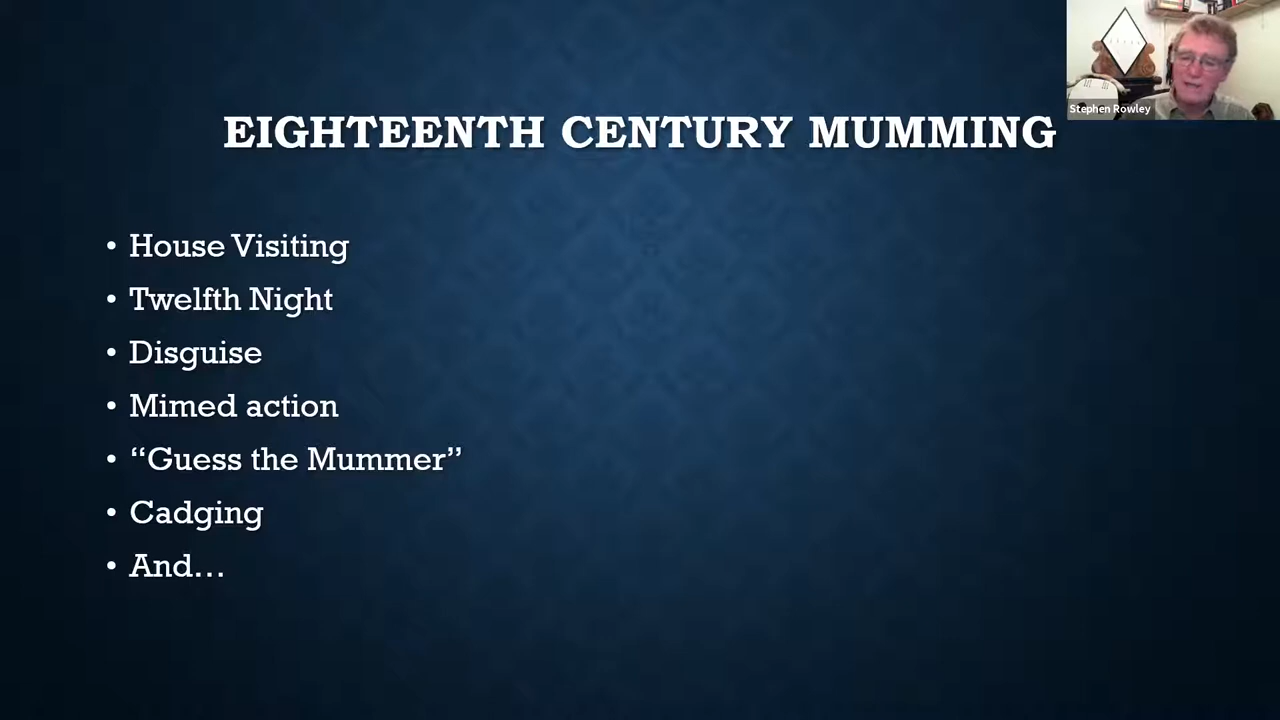 Stephen Rowley
EIGHTEENTH CENTURY MUMMING
• House Visiting
• Twelfth Night
• Disguise
• Mimed action
• “Guess the Mummer”
• Cadging
• And…